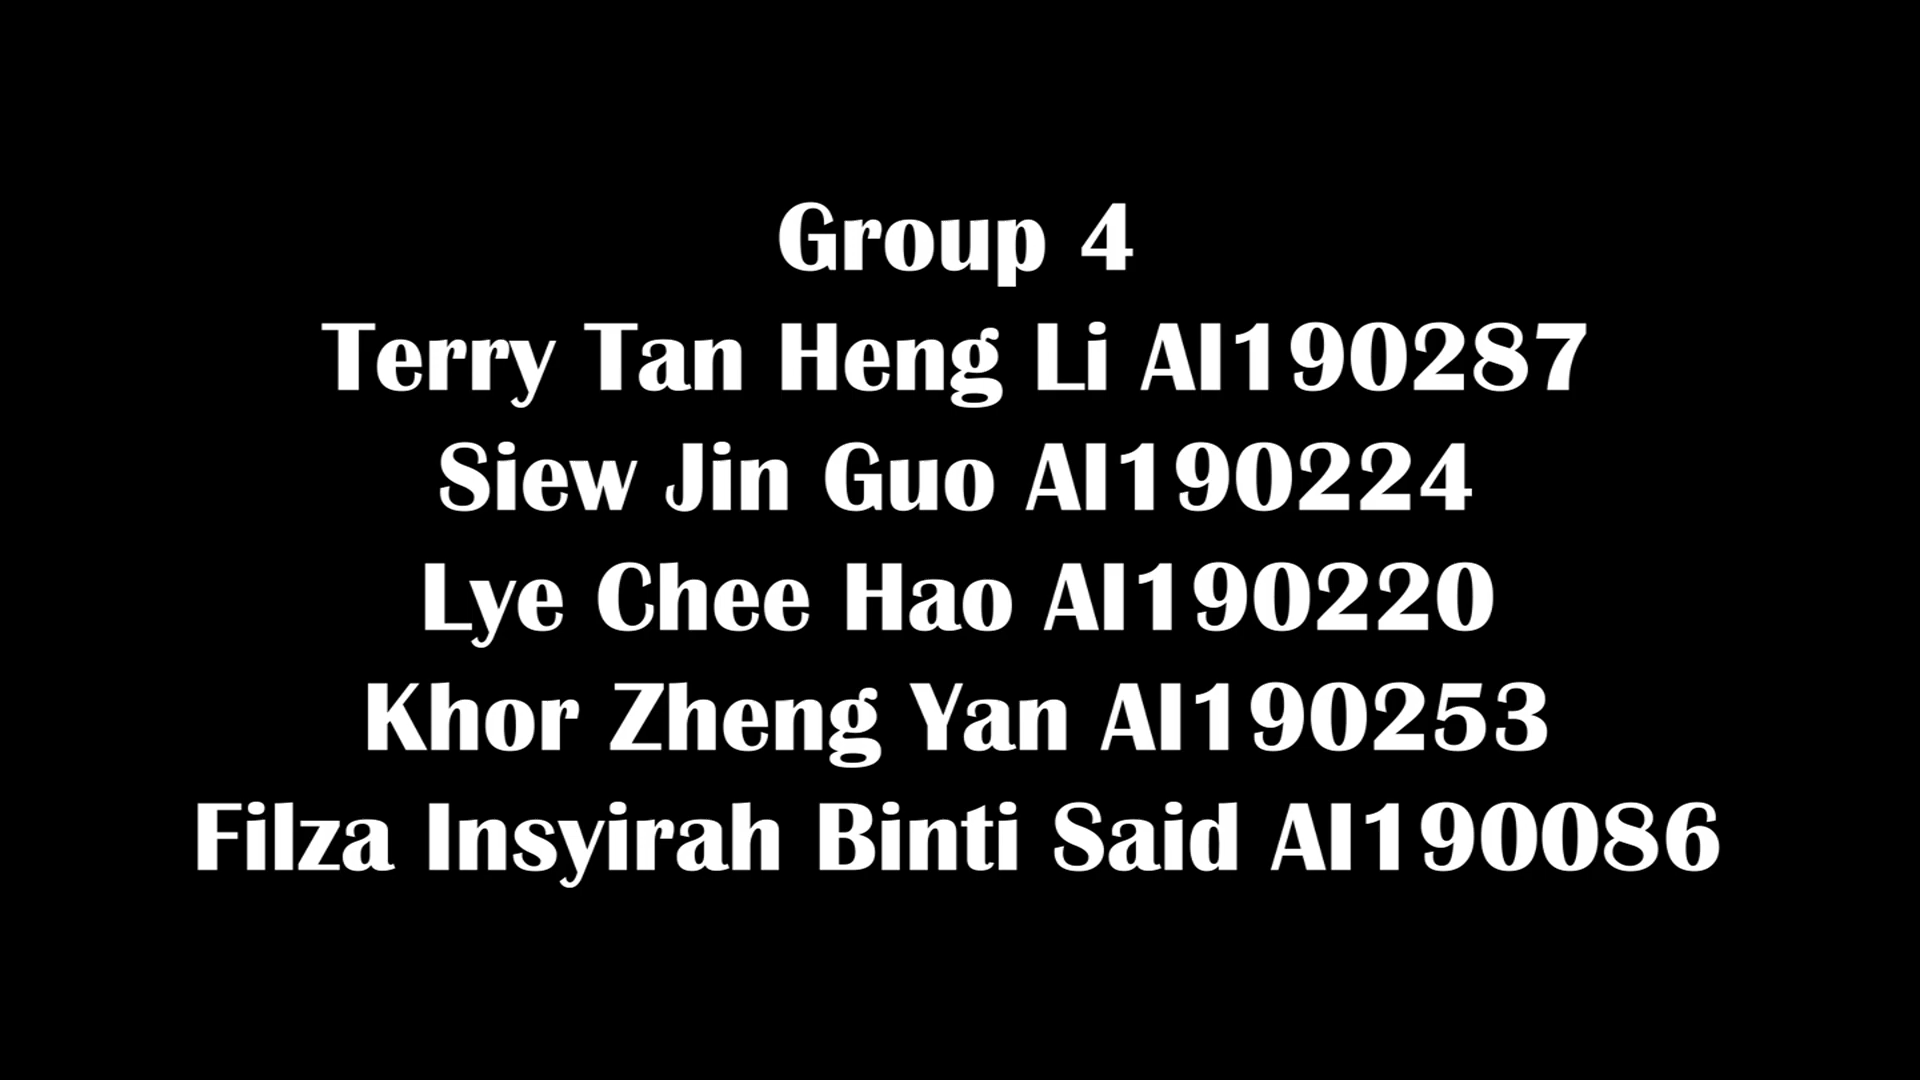 Group 4
Terry Tan Heng Li AI190287
Siew Jin Guo AI190224
Lye Chee Hao AI190220
Khor Zheng Yan AI190253
Filza Insyirah Binti Said AI190086